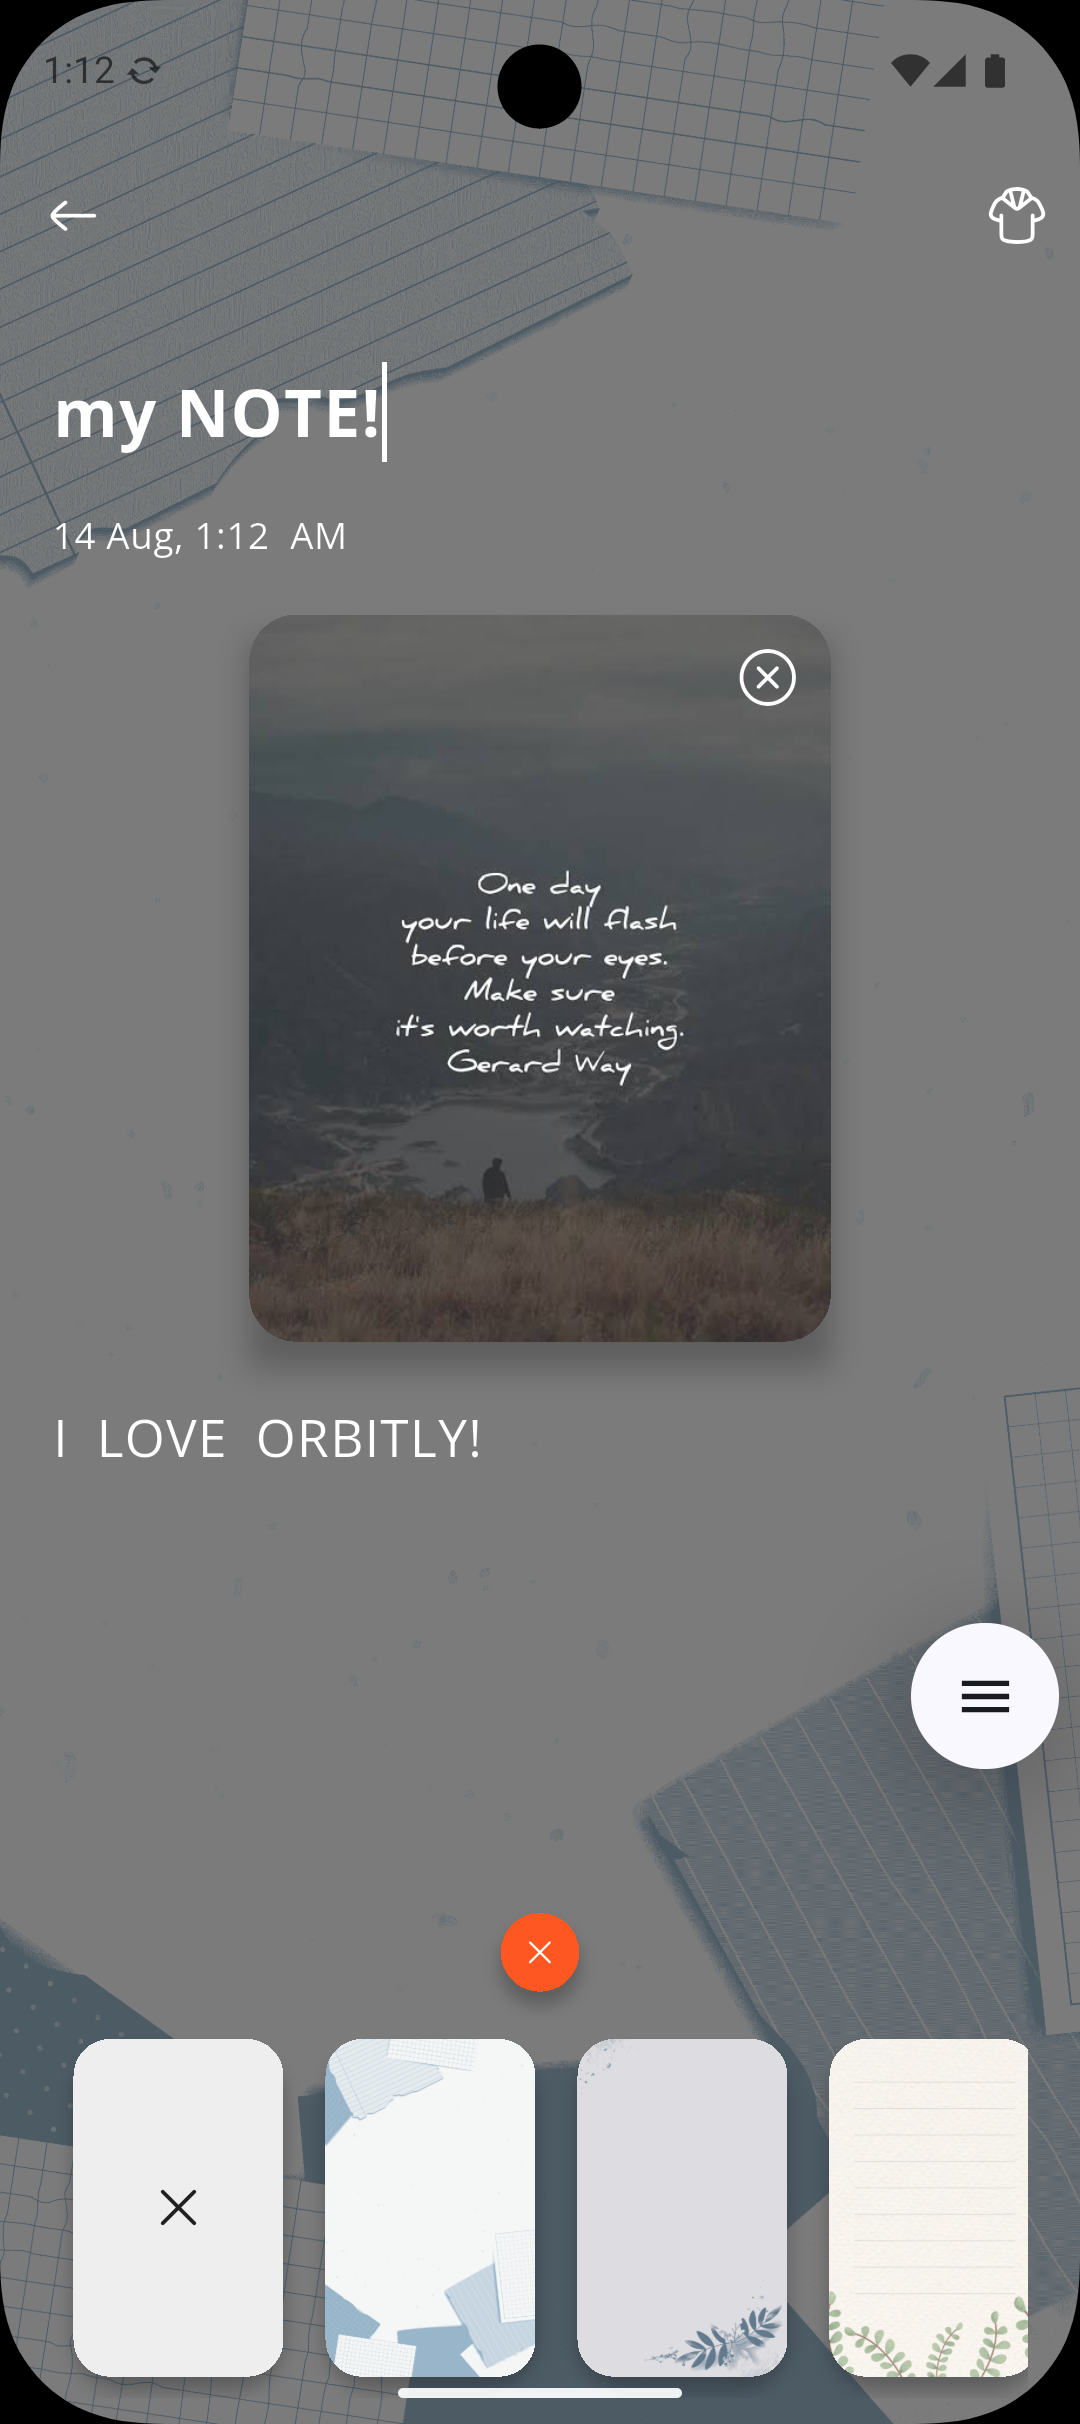 1:12
my NOTE!
14 Aug, 1:12 AM
One day
your life will flash
before your eyes.
Make sure
it's worth watching.
Gerard Way
I LOVE ORBITLY!